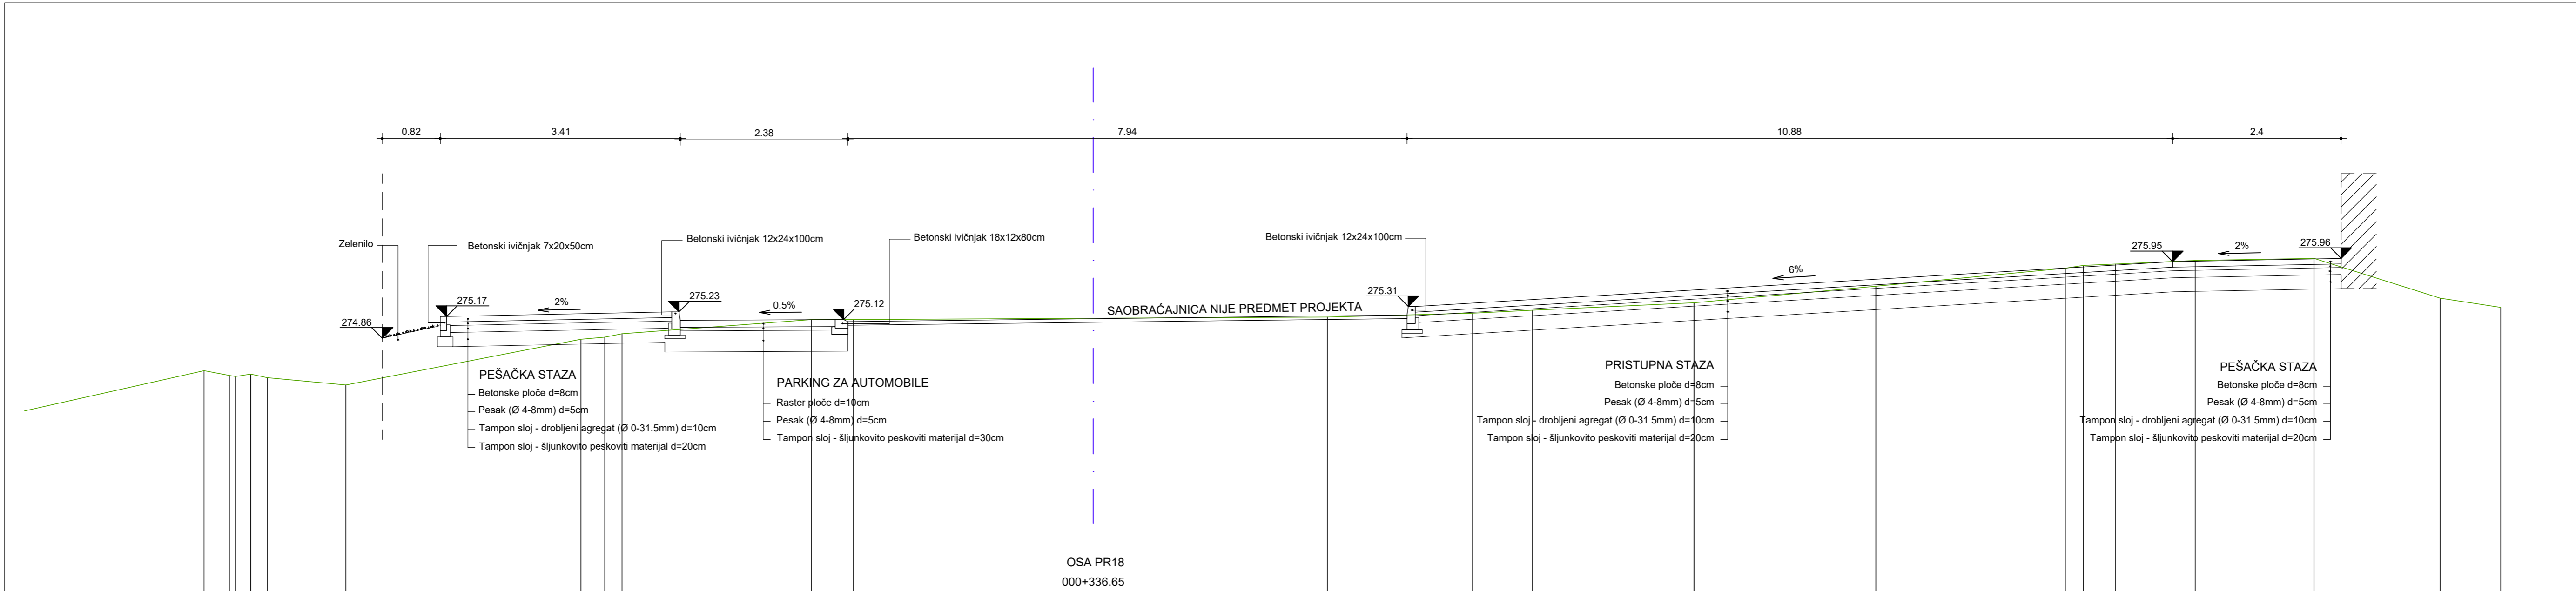 0.82
3.41
2.38
7.94
10.88
2.4
Zelenilo
Betonski ivičnjak 7x20x50cm
Betonski ivičnjak 12x24x100cm
Betonski ivičnjak 18x12x80cm
Betonski ivičnjak 12x24x100cm
274.86
275.17
2%
275.23
0.5%
275.12
SAOBRAĆAJNICA NIJE PREDMET PROJEKTA
275.31
6%
275.95
2%
275.96
PEŠAČKA STAZA
Betonske ploče d=8cm
Pesak (Ø 4-8mm) d=5cm
Tampon sloj - drobljeni agregat (Ø 0-31.5mm) d=10cm
Tampon sloj - šljunkovito peskoviti materijal d=20cm
PARKING ZA AUTOMOBILE
Raster ploče d=10cm
Pesak (Ø 4-8mm) d=5cm
Tampon sloj - šljunkovito peskoviti materijal d=30cm
PRISTUPNA STAZA
Betonske ploče d=8cm
Pesak (Ø 4-8mm) d=5cm
Tampon sloj - drobljeni agregat (Ø 0-31.5mm) d=10cm
Tampon sloj - šljunkovito peskoviti materijal d=20cm
PEŠAČKA STAZA
Betonske ploče d=8cm
Pesak (Ø 4-8mm) d=5cm
Tampon sloj - drobljeni agregat (Ø 0-31.5mm) d=10cm
Tampon sloj - šljunkovito peskoviti materijal d=20cm
OSA PR18
000+336.65